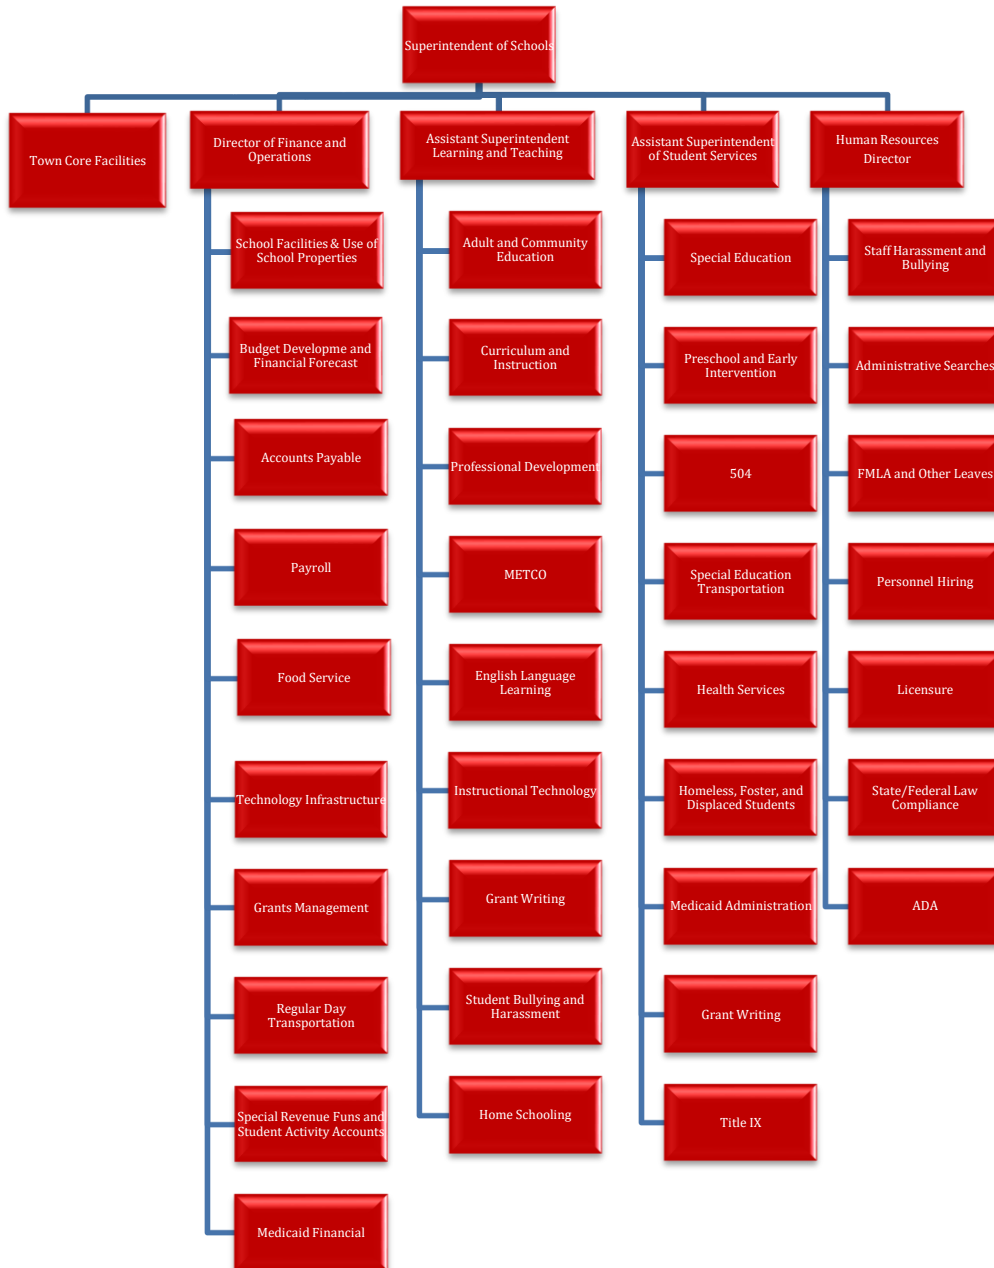 Superintendent of Schools
Town Core Facilities
Director of Finance and
Operations
School Facilities & Use of
School Properties
Budget Developme and
Financial Forecast
Accounts Payable
Payroll
Food Service
Technology Infrastructure
Grants Management
Regular Day
Transportation
Special Revenue Funs and
Student Activity Accounts
Medicaid Financial
Assistant Superintendent
Learning and Teaching
Adult and Community
Education
Curriculum and
Instruction
Professional Development
METCO
English Language
Learning
Instructional Technology
Grant Writing
Student Bullying and
Harassment
Home Schooling
Assistant Superintendent
of Student Services
Special Education
Preschool and Early
Intervention
504
Special Education
Transportation
Health Services
Homeless, Foster, and
Displaced Students
Medicaid Administration
Grant Writing
Title IX
Human Resources
Director
Staff Harassment and
Bullying
Administrative Searches
FMLA and Other Leaves
Personnel Hiring
Licensure
State/Federal Law
Compliance
ADA